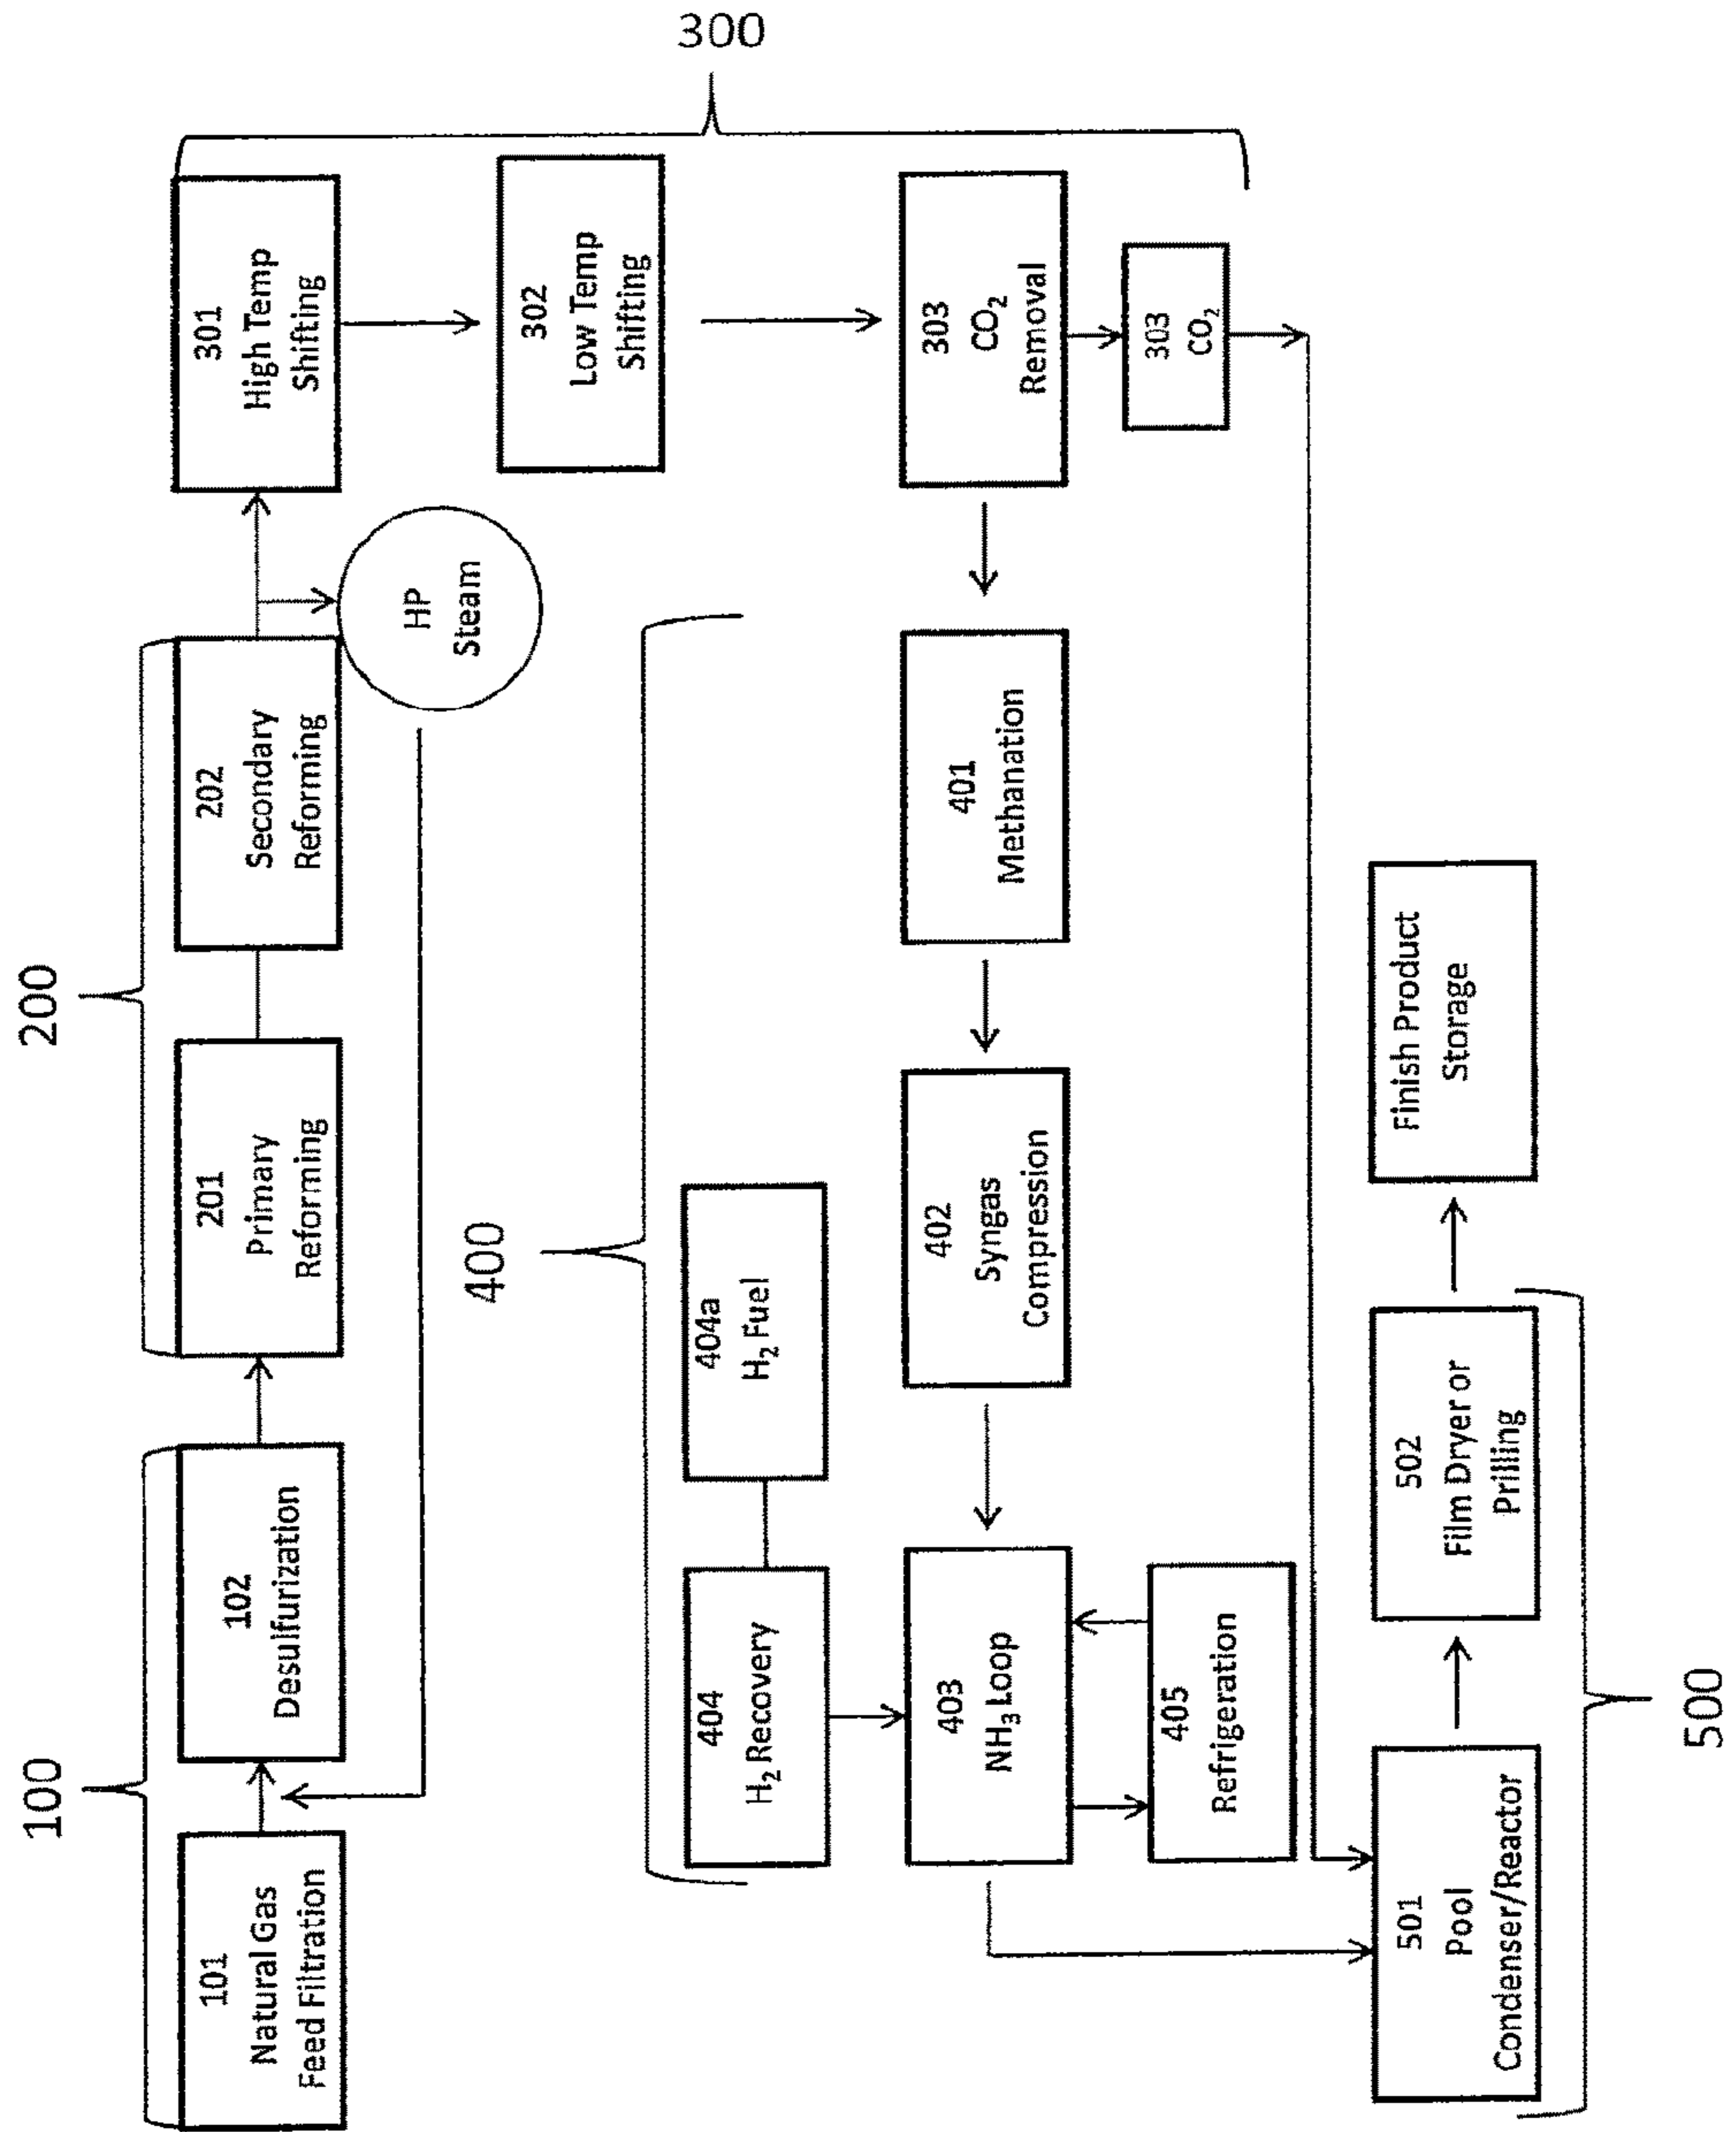 100
101
Natural Gas
Feed Filtration
102
Desulfurization
200
201
Primary
Reforming
202
Secondary
Reforming
HP
Steam
300
301
High Temp
Shifting
302
Low Temp
Shifting
303
CO₂
Removal
303
CO₂
400
401
Methanation
402
Syngas
Compression
404a
H₂ Fuel
404
H₂ Recovery
403
NH₃ Loop
405
Refrigeration
500
501
Pool
Condenser/Reactor
502
Film Dryer or
Prilling
Finish Product
Storage